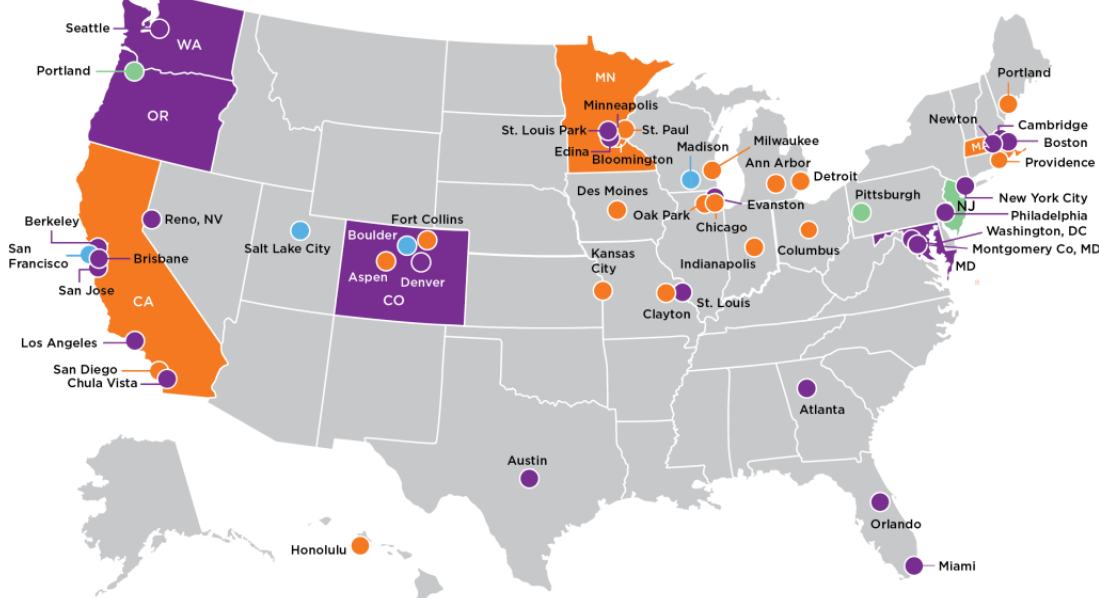 Seattle
WA
Portland
OR
MN
Minneapolis
St. Louis Park
St. Paul
Edina
Bloomington
Madison
Milwaukee
Ann Arbor
Detroit
Portland
Newton
Cambridge
MA
Boston
Providence
Des Moines
Oak Park
Evanston
Chicago
Pittsburgh
NJ
New York City
Philadelphia
Washington, DC
Montgomery Co, MD
MD
Berkeley
Reno, NV
San
Francisco
Brisbane
San Jose
CA
Salt Lake City
Fort Collins
Boulder
Aspen
Denver
CO
Kansas
City
Indianapolis
Columbus
Clayton
St. Louis
Los Angeles
San Diego
Chula Vista
Atlanta
Austin
Orlando
Honolulu
Miami